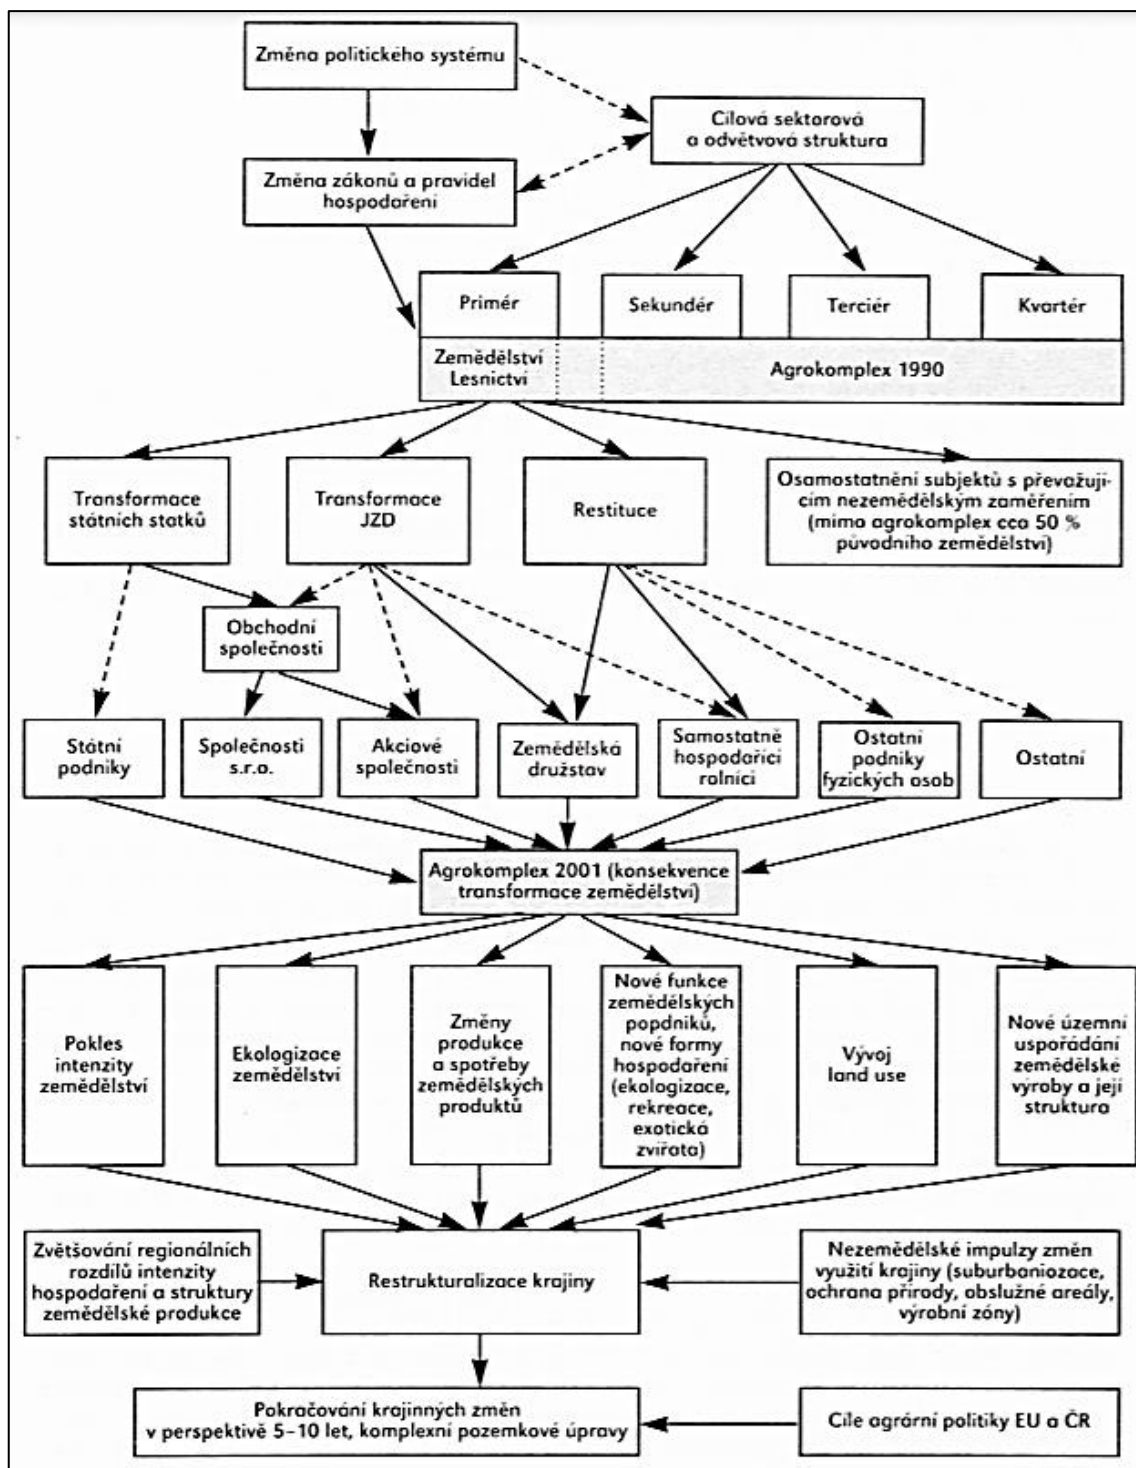 Změna politického systému
Cílová sektorová
a odvětvová struktura
Změna zákonů a pravidel
hospodaření
Primér
Sekundér
Terciér
Kvartér
Zemědělství
Lesnictví
Agrokomplex 1990
Transformace
státních statků
Transformace
JZD
Restituce
Osamostatnění subjektů s převažují-
cím nezemědělským zaměřením
(mimo agrokomplex cca 50 %
původního zemědělství)
Obchodní
společnosti
Státní
podniky
Společnosti
s.r.o.
Akciové
společnosti
Zemědělská
družstav
Samostatně
hospodařící
rolníci
Ostatní
podniky
fyzických osob
Ostatní
Agrokomplex 2001 (konsekvence
transformace zemědělství)
Pokles
intenzity
zemědělství
Ekologizace
zemědělství
Změny
produkce
a spotřeby
zemědělských
produktů
Nové funkce
zemědělských
popdniků,
nové formy
hospodaření
(ekologizace,
rekreace,
exotická
zvířata)
Vývoj
land use
Nové územní
uspořádání
zemědělské
výroby a její
struktura
Zvětšování regionálních
rozdílů intenzity
hospodaření a struktury
zemědělské produkce
Restrukturalizace krajiny
Nezemědělské impulzy změn
využití krajiny (suburbaniozace,
ochrana přírody, obslužné areály,
výrobní zóny)
Pokračování krajinných změn
v perspektivě 5–10 let, komplexní pozemkové úpravy
Cíle agrární politiky EU a ČR